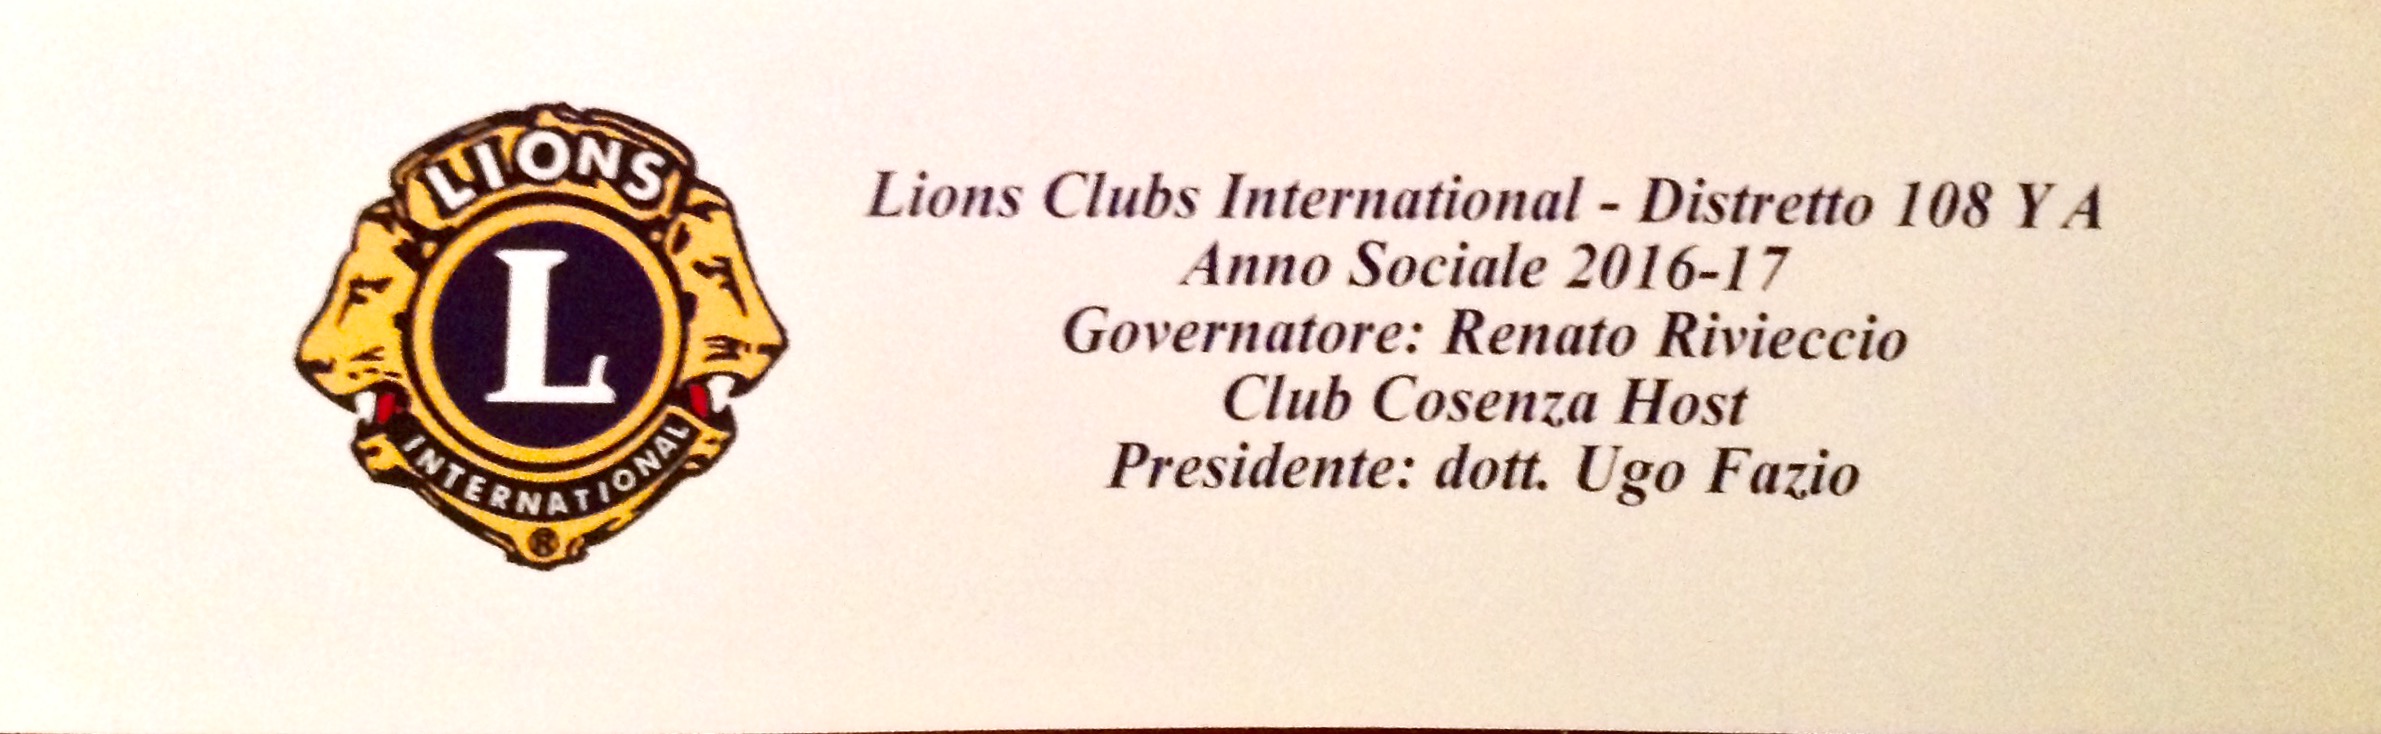 LIONS
L
INTERNATIONAL
®
Lions Clubs International - Distretto 108 Y A
Anno Sociale 2016-17
Governatore: Renato Rivieccio
Club Cosenza Host
Presidente: dott. Ugo Fazio